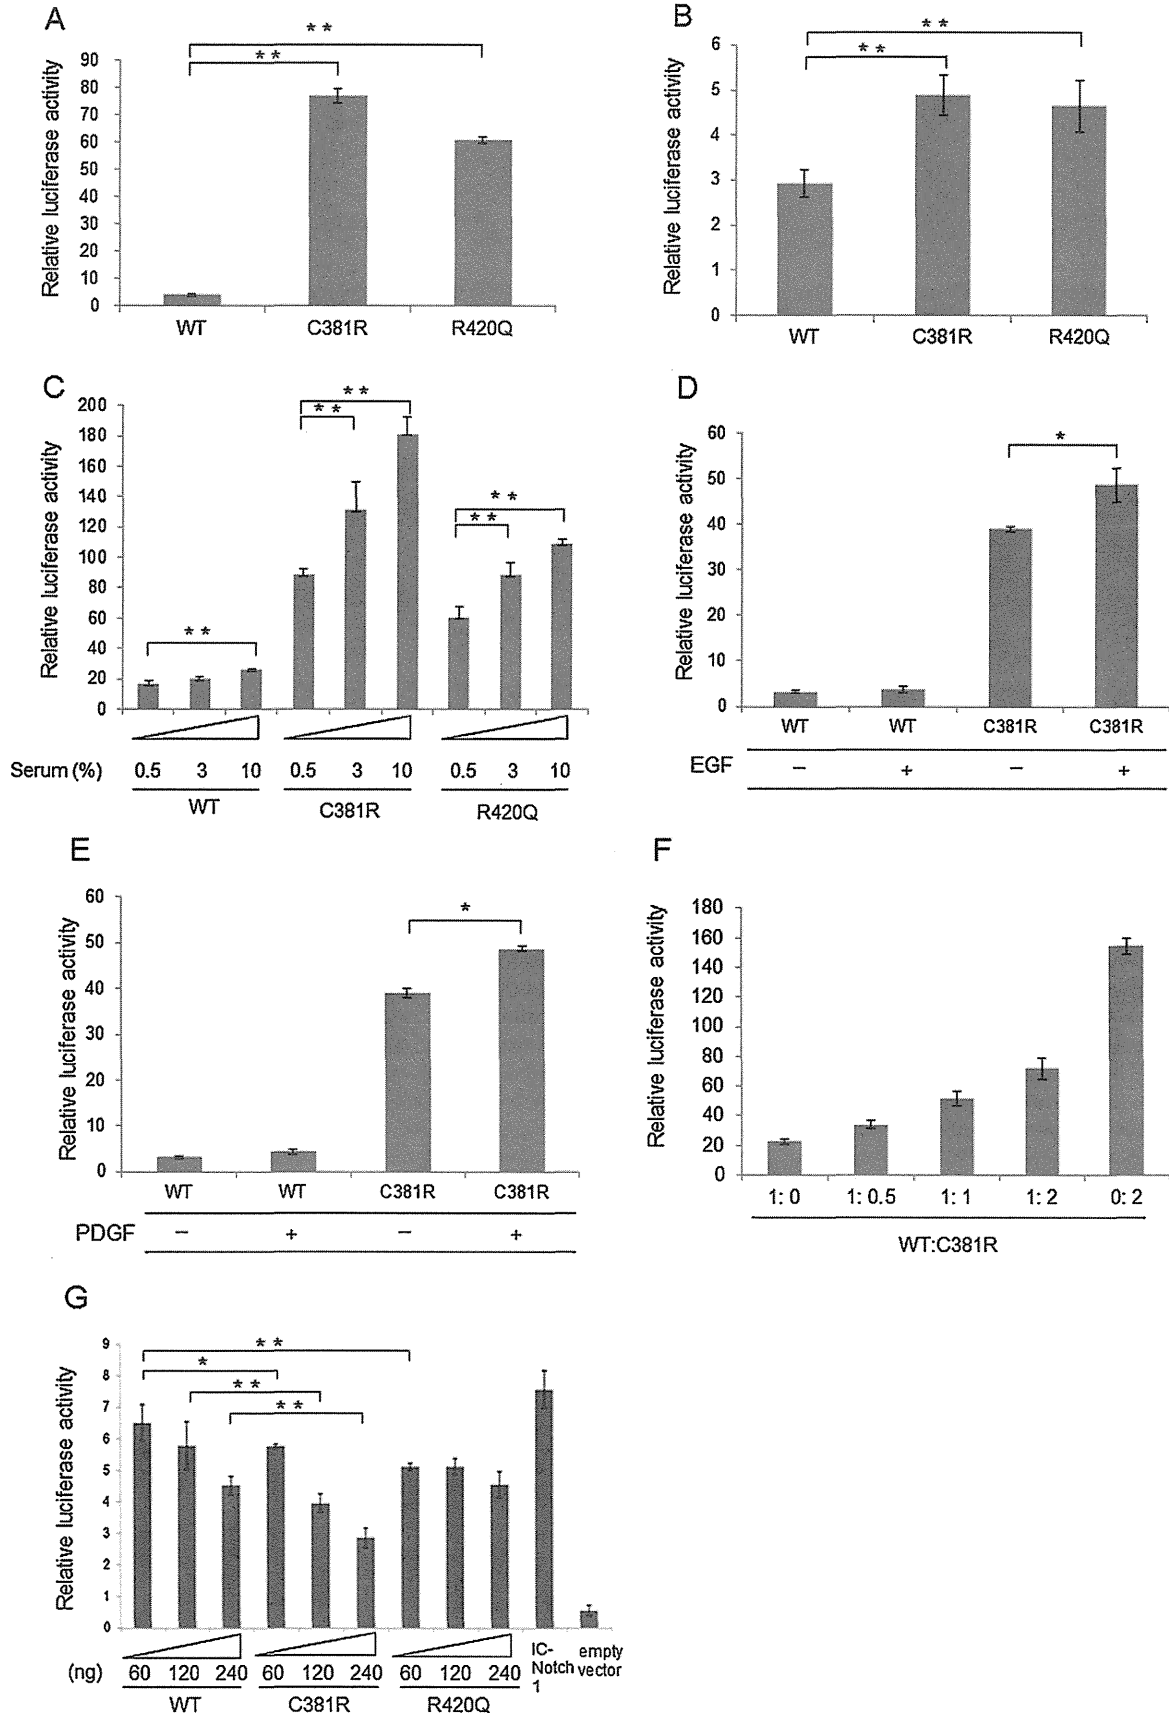 A
Relative luciferase activity
90
80
70
60
50
40
30
20
10
0
* *
* *
WT C381R R420Q
B
Relative luciferase activity
6
5
4
3
2
1
0
* *
* *
WT C381R R420Q
C
Relative luciferase activity
200
180
160
140
120
100
80
60
40
20
0
* *
* *
* *
* *
* *
Serum (%) 0.5 3 10 0.5 3 10 0.5 3 10
WT C381R R420Q
D
Relative luciferase activity
60
50
40
30
20
10
0
*
WT WT C381R C381R
EGF − + − +
E
Relative luciferase activity
60
50
40
30
20
10
0
*
WT WT C381R C381R
PDGF − + − +
F
Relative luciferase activity
180
160
140
120
100
80
60
40
20
0
1: 0 1: 0.5 1: 1 1: 2 0: 2
WT:C381R
G
Relative luciferase activity
9
8
7
6
5
4
3
2
1
0
* *
*
* *
* *
(ng) 60 120 240 60 120 240 60 120 240
WT C381R R420Q
IC-
Notch
1
empty
vector